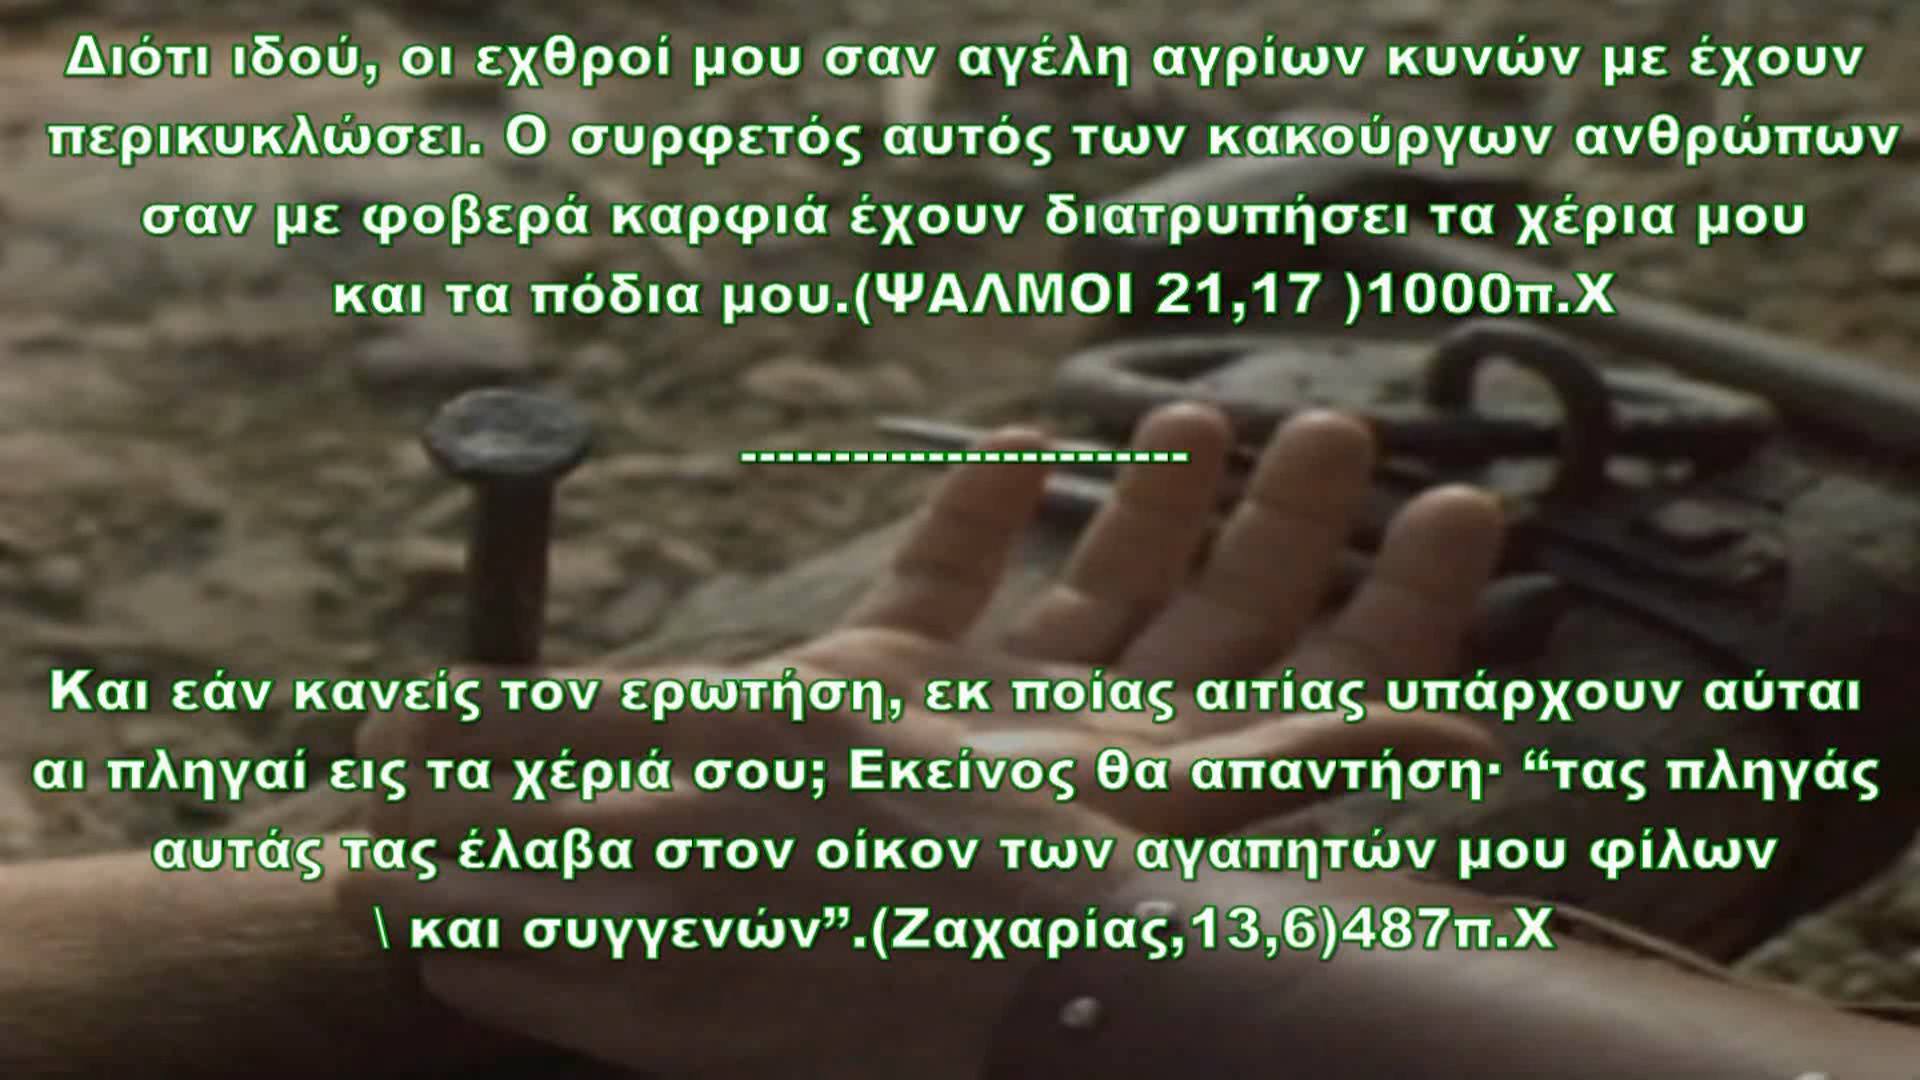 Διότι ιδού, οι εχθροί μου σαν αγέλη αγρίων κυνών με έχουν
περικυκλώσει. Ο συρφετός αυτός των κακούργων ανθρώπων
σαν με φοβερά καρφιά έχουν διατρυπήσει τα χέρια μου
και τα πόδια μου.(ΨΑΛΜΟΙ 21,17 )1000π.Χ
------------------------
Και εάν κανείς τον ερωτήση, εκ ποίας αιτίας υπάρχουν αύται
αι πληγαί εις τα χέριά σου; Εκείνος θα απαντήση· “τας πληγάς
αυτάς τας έλαβα στον οίκον των αγαπητών μου φίλων
\ και συγγενών”.(Ζαχαρίας,13,6)487π.Χ